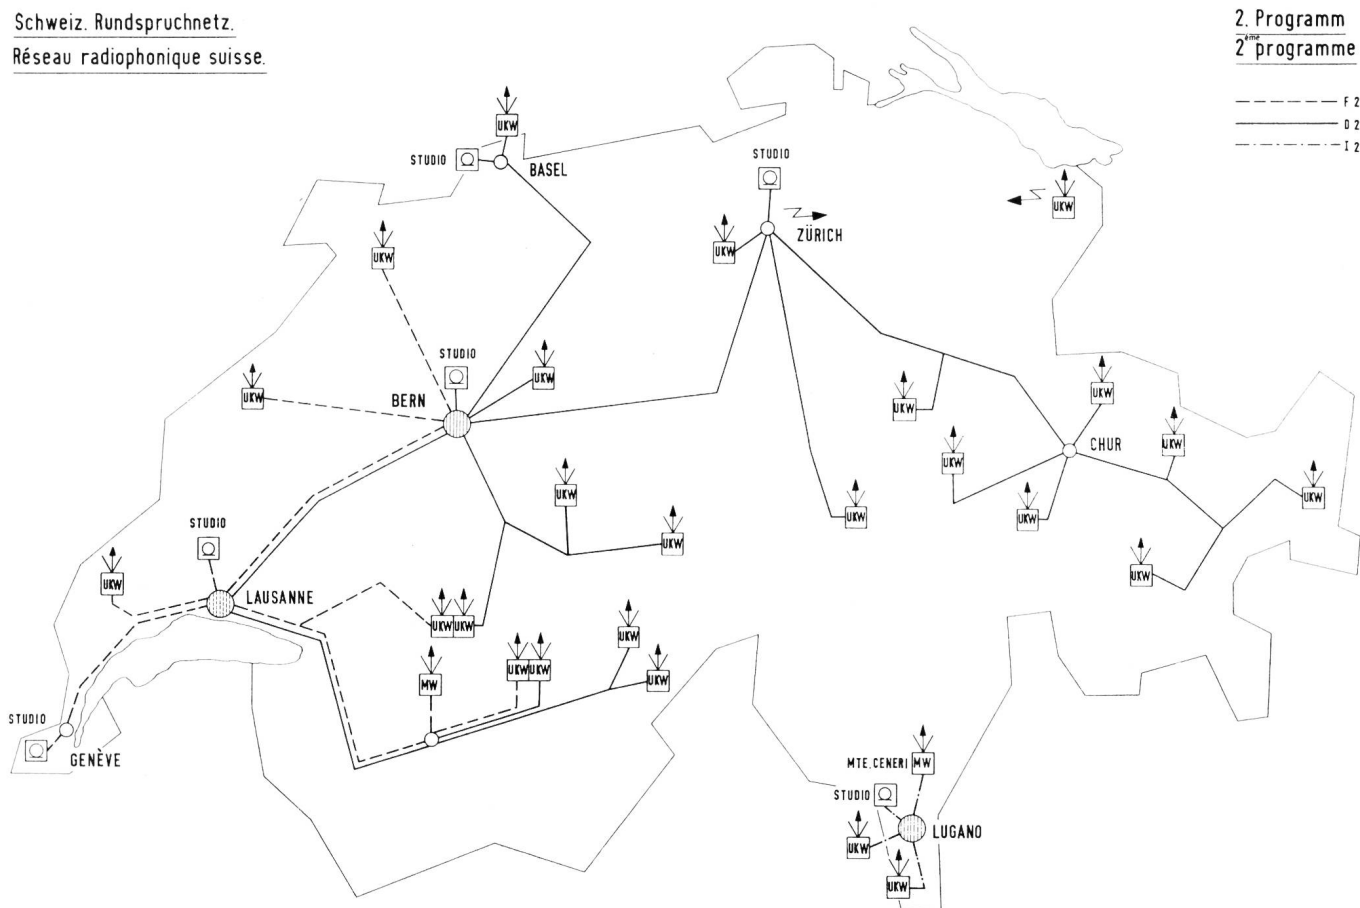 Schweiz. Rundspruchnetz.
Réseau radiophonique suisse.
2. Programm
2ème programme
F 2
D 2
I 2
UKW
STUDIO
BASEL
STUDIO
ZÜRICH
UKW
UKW
UKW
STUDIO
BERN
UKW
UKW
UKW
UKW
CHUR
UKW
UKW
UKW
UKW
UKW
UKW
UKW
UKW
STUDIO
UKW
LAUSANNE
UKW
UKW
UKW
UKW
UKW
UKW
MW
UKW
STUDIO
GENÈVE
MTE. CENERI
MW
STUDIO
LUGANO
UKW
UKW